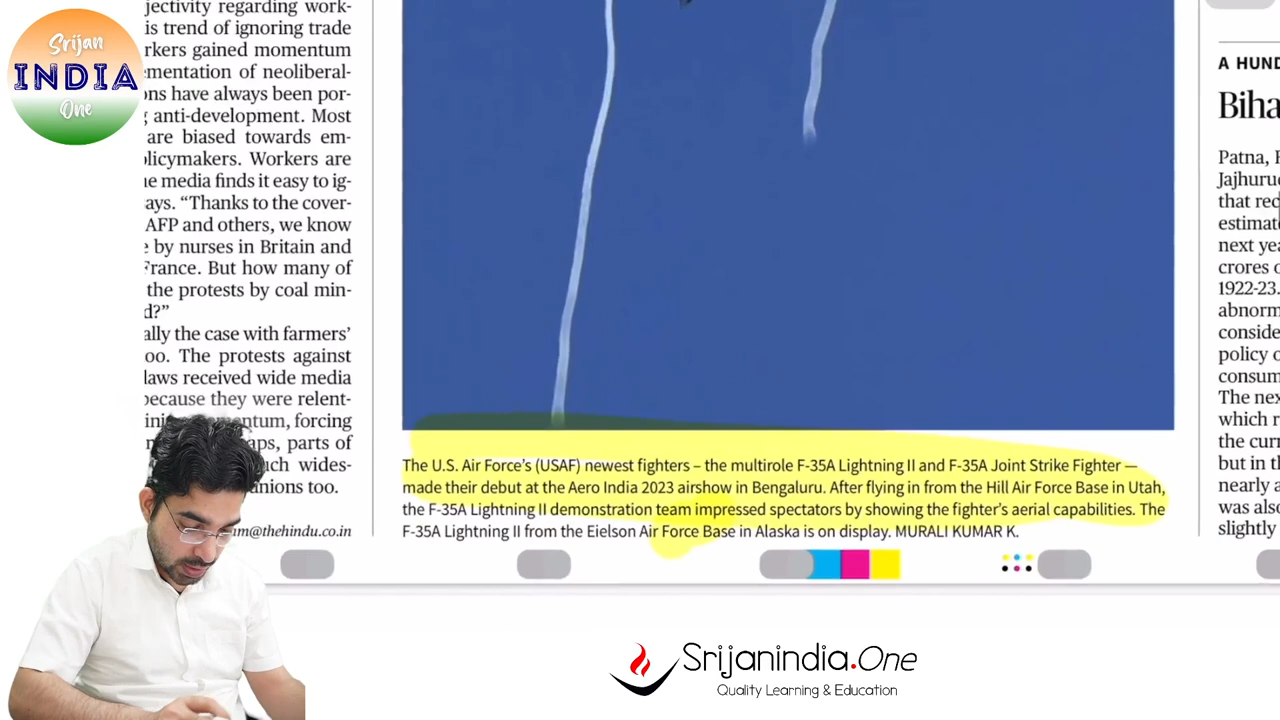 Srijan
INDIA
One
jectivity regarding work-
is trend of ignoring trade
rkers gained momentum
ementation of neoliberal-
ons have always been por-
anti-development. Most
are biased towards em-
licymakers. Workers are
e media finds it easy to ig-
ays. “Thanks to the cover-
AFP and others, we know
e by nurses in Britain and
France. But how many of
the protests by coal min-
d?”
ally the case with farmers’
oo. The protests against
laws received wide media
because they were relent-
forcing
aps, parts of
uch wides-
nions too.
m@thehindu.co.in
The U.S. Air Force’s (USAF) newest fighters – the multirole F-35A Lightning II and F-35A Joint Strike Fighter —
made their debut at the Aero India 2023 airshow in Bengaluru. After flying in from the Hill Air Force Base in Utah,
the F-35A Lightning II demonstration team impressed spectators by showing the fighter’s aerial capabilities. The
F-35A Lightning II from the Eielson Air Force Base in Alaska is on display. MURALI KUMAR K.
A HUND
Biha
Patna, F
Jajhuru
that rec
estimat
next yea
crores o
1922-23.
abnorm
conside
policy o
consum
The nex
which r
the curr
but in th
nearly a
was also
slightly
Srijanindia.One
Quality Learning & Education